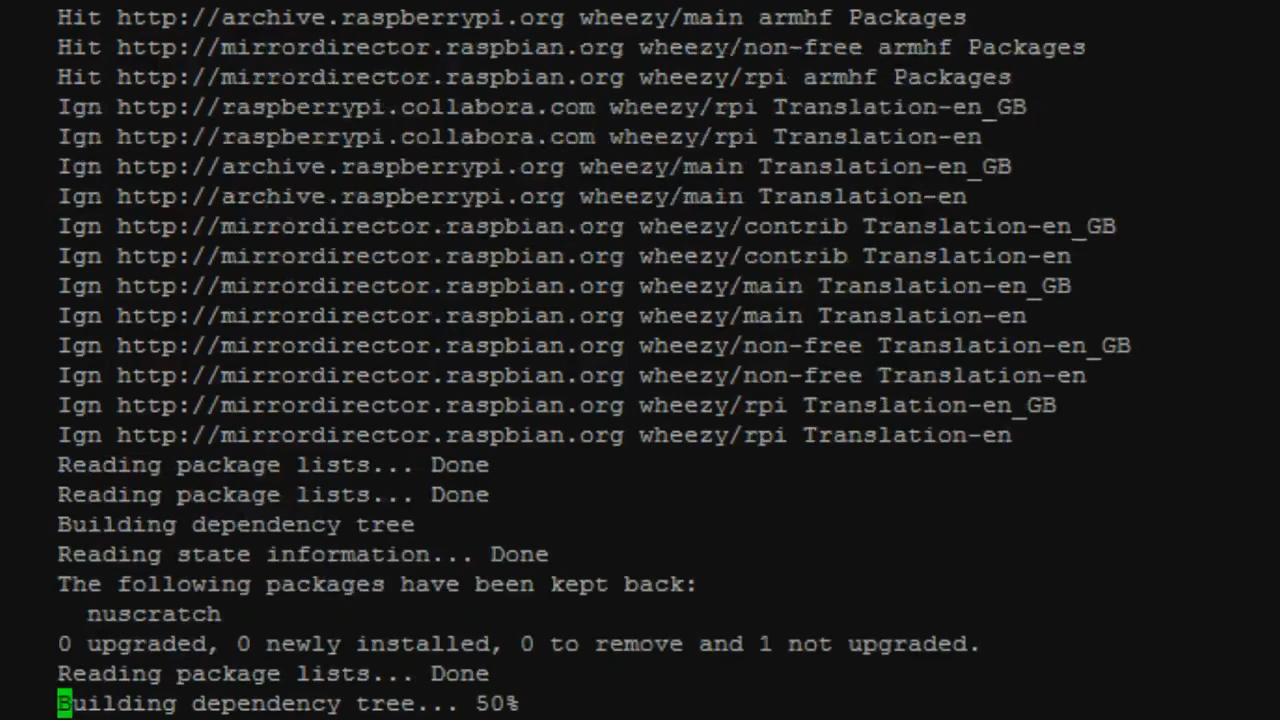 Hit http://archive.raspberrypi.org wheezy/main armhf Packages
Hit http://mirrordirector.raspbian.org wheezy/non-free armhf Packages
Hit http://mirrordirector.raspbian.org wheezy/rpi armhf Packages
Ign http://raspberrypi.collabora.com wheezy/rpi Translation-en_GB
Ign http://raspberrypi.collabora.com wheezy/rpi Translation-en
Ign http://archive.raspberrypi.org wheezy/main Translation-en_GB
Ign http://archive.raspberrypi.org wheezy/main Translation-en
Ign http://mirrordirector.raspbian.org wheezy/contrib Translation-en_GB
Ign http://mirrordirector.raspbian.org wheezy/contrib Translation-en
Ign http://mirrordirector.raspbian.org wheezy/main Translation-en_GB
Ign http://mirrordirector.raspbian.org wheezy/main Translation-en
Ign http://mirrordirector.raspbian.org wheezy/non-free Translation-en_GB
Ign http://mirrordirector.raspbian.org wheezy/non-free Translation-en
Ign http://mirrordirector.raspbian.org wheezy/rpi Translation-en_GB
Ign http://mirrordirector.raspbian.org wheezy/rpi Translation-en
Reading package lists... Done
Reading package lists... Done
Building dependency tree
Reading state information... Done
The following packages have been kept back:
  nuscratch
0 upgraded, 0 newly installed, 0 to remove and 1 not upgraded.
Reading package lists... Done
Building dependency tree... 50%